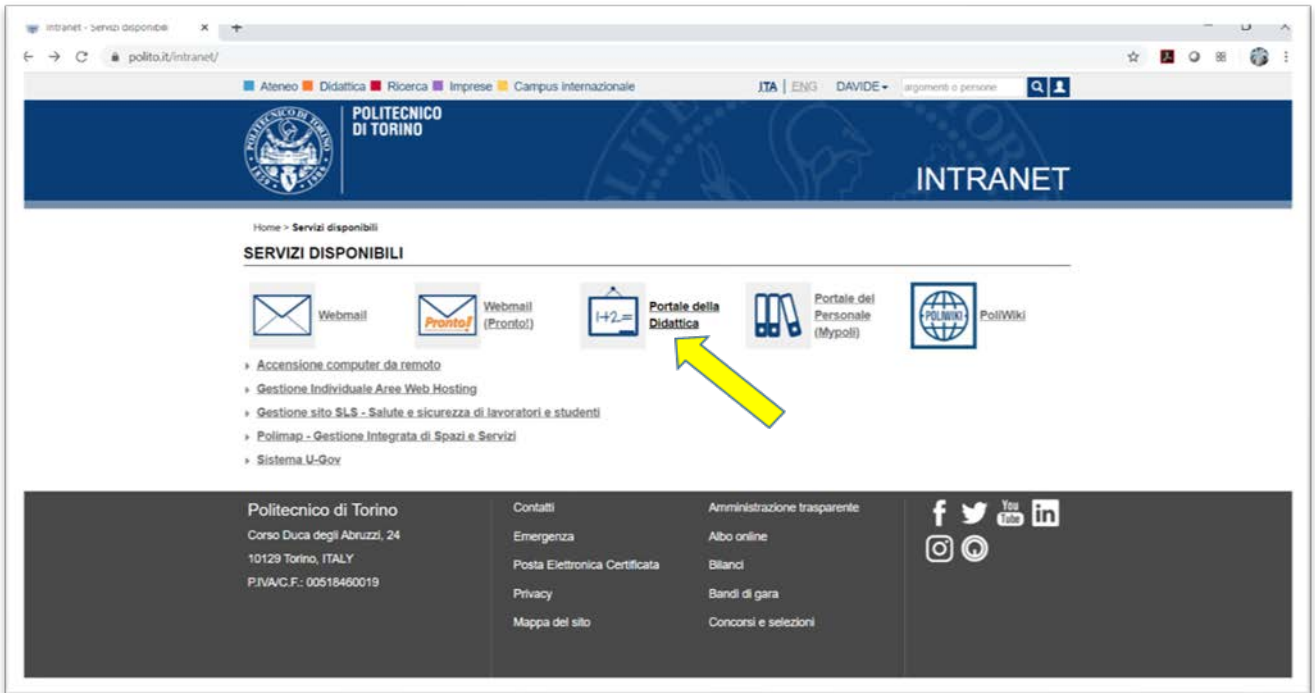 Intranet - Servizi disponibili
polito.it/intranet/
Ateneo Didattica Ricerca Imprese Campus internazionale ITA | ENG DAVIDE argomenti o persone
POLITECNICO
DI TORINO
INTRANET
Home > Servizi disponibili
SERVIZI DISPONIBILI
Webmail
Pronto!
Webmail
(Pronto!)
1+2=
Portale della
Didattica
Portale del
Personale
(Mypoli)
POLIWIKI
PoliWiki
Accensione computer da remoto
Gestione Individuale Aree Web Hosting
Gestione sito SLS - Salute e sicurezza di lavoratori e studenti
Polimap - Gestione Integrata di Spazi e Servizi
Sistema U-Gov
Politecnico di Torino
Corso Duca degli Abruzzi, 24
10129 Torino, ITALY
P.IVA/C.F.: 00518460019
Contatti
Emergenza
Posta Elettronica Certificata
Privacy
Mappa del sito
Amministrazione trasparente
Albo online
Bilanci
Bandi di gara
Concorsi e selezioni
f
You
Tube
in